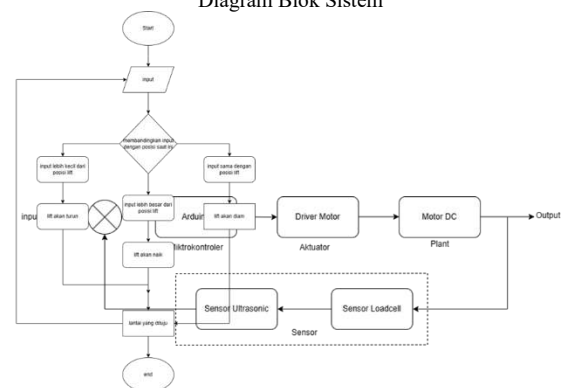 Diagram Blok Sistem
Start
input
membandingkan input
dengan posisi saat ini
input lebih kecil dari
posisi lift
input sama dengan
posisi lift
input lebih besar dari
posisi lift
inpu
lift akan turun
Arduin
lift akan diam
Driver Motor
Motor DC
Output
ikrokontroler
Aktuator
Plant
lift akan naik
Sensor Ultrasonic
Sensor Loadcell
lantai yang dituju
Sensor
end